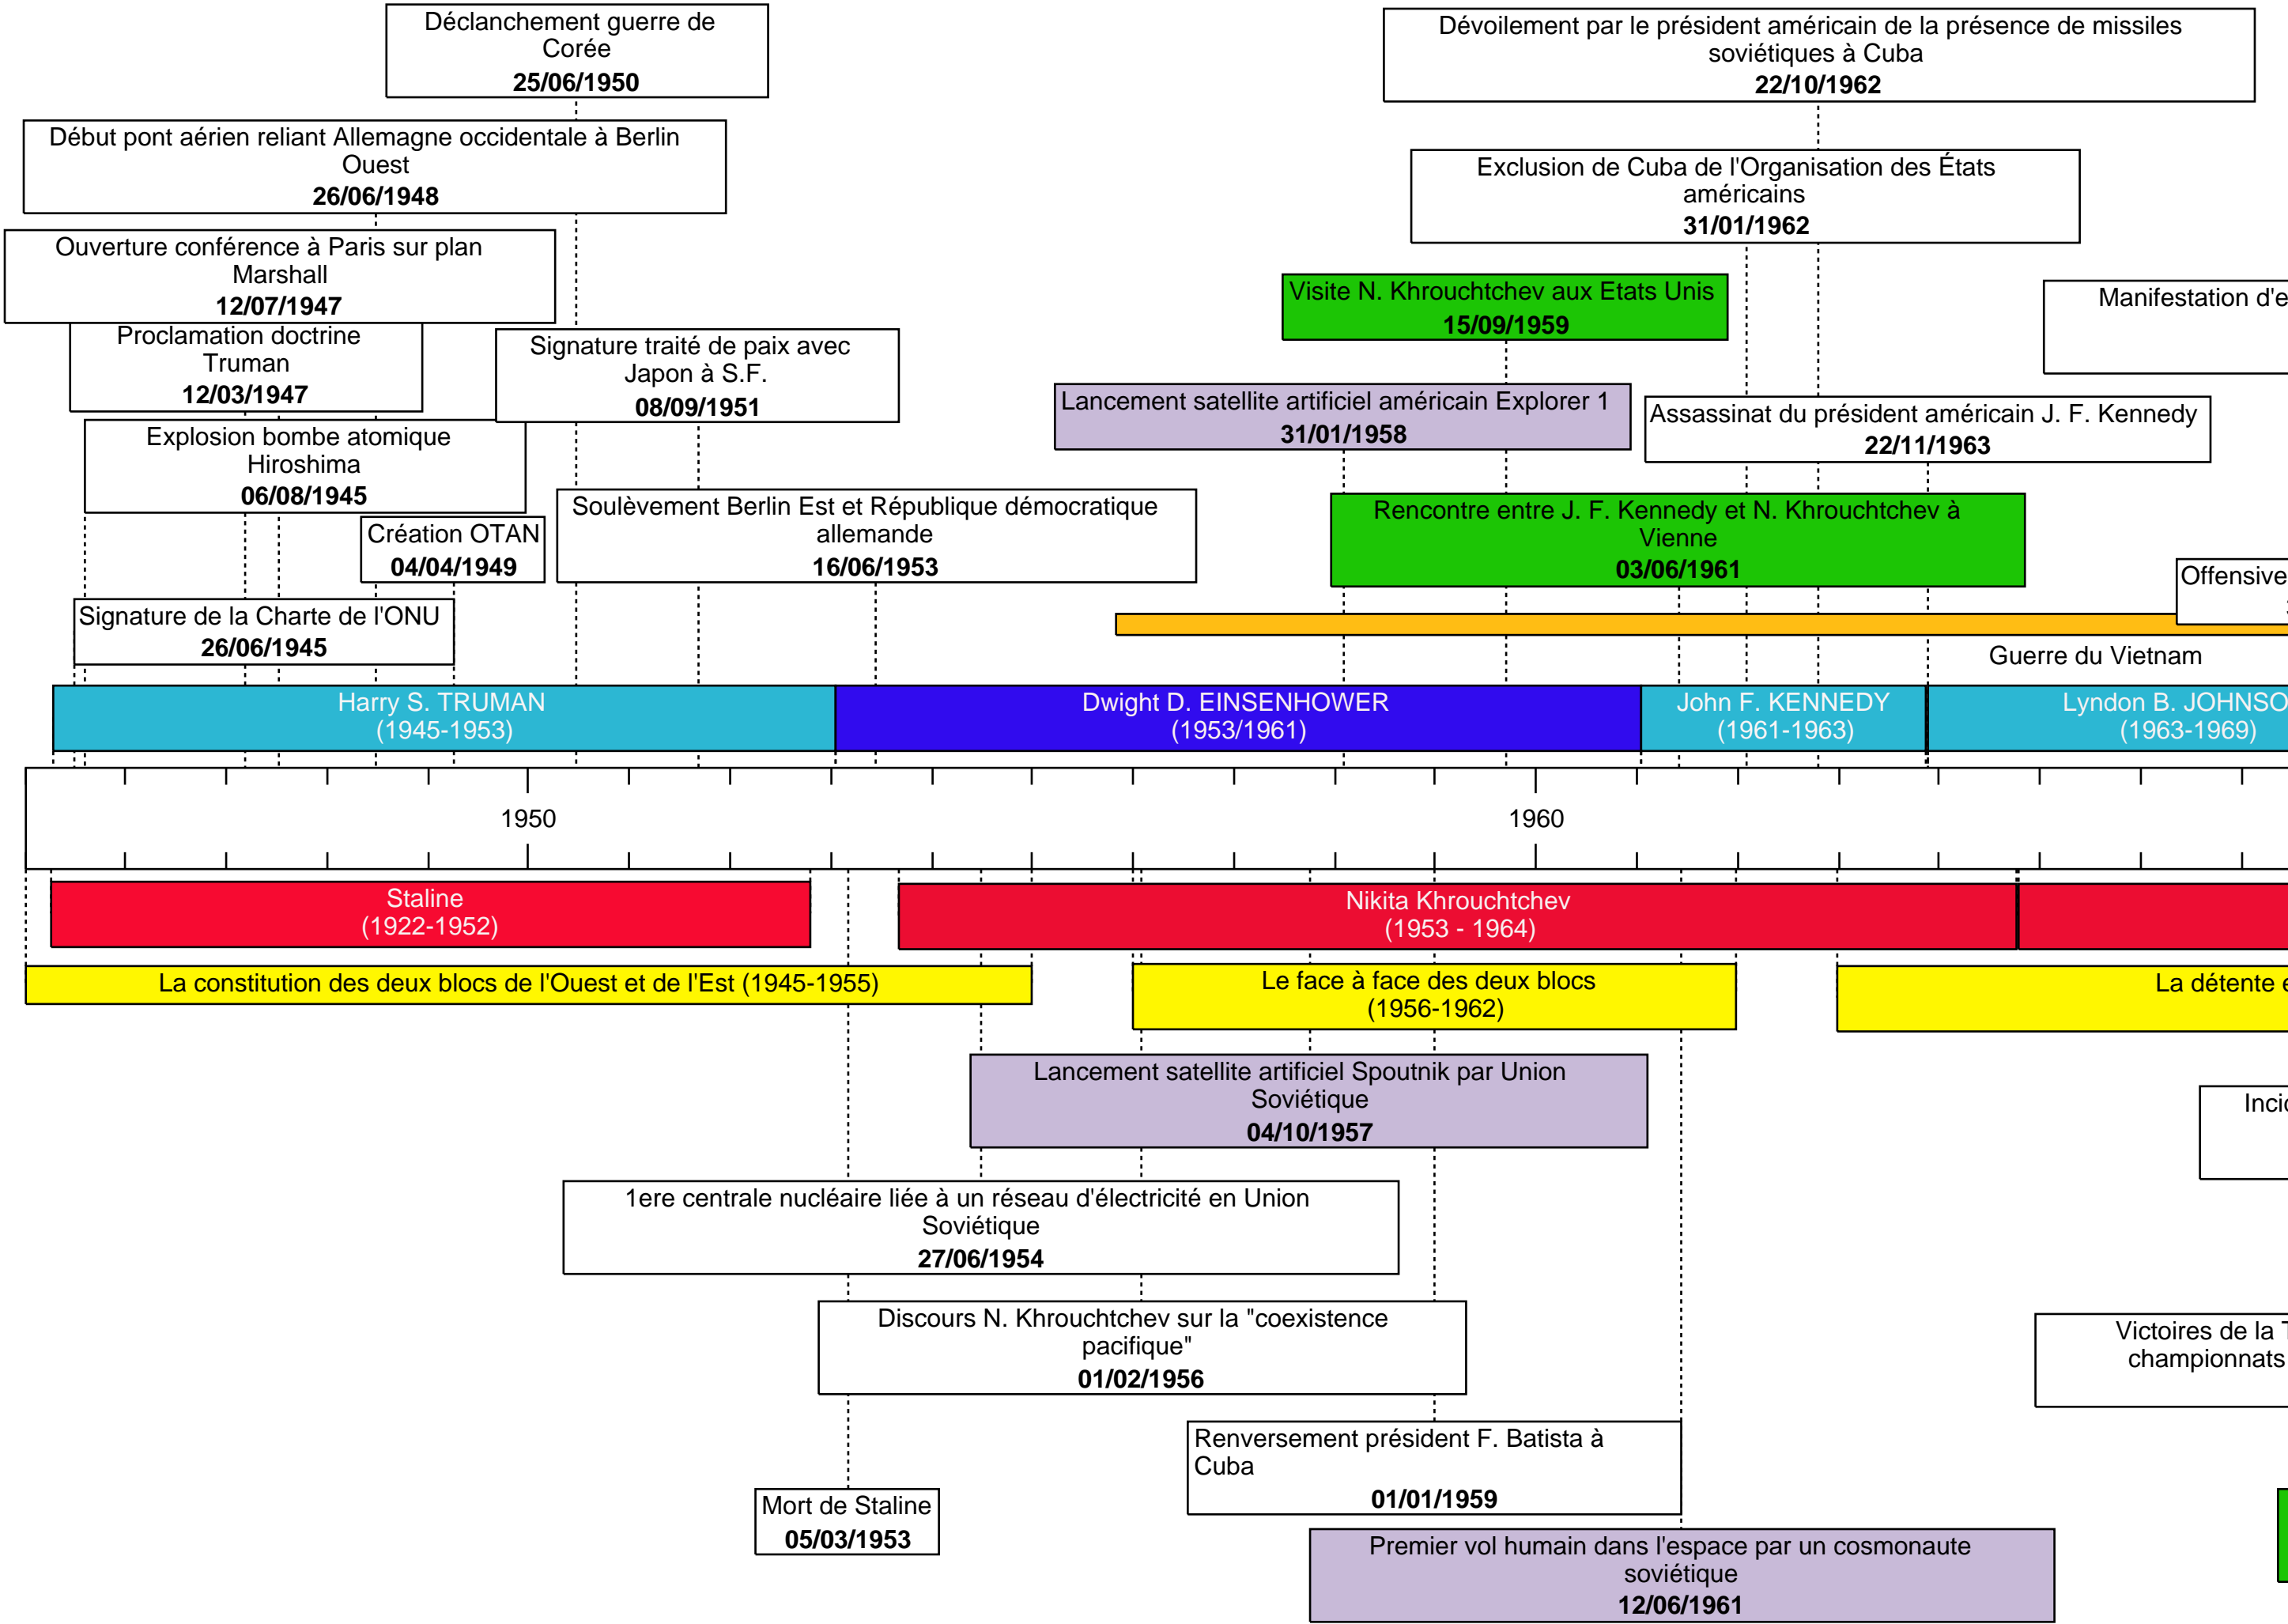 Déclanchement guerre de
Corée
25/06/1950
Dévoilement par le président américain de la présence de missiles
soviétiques à Cuba
22/10/1962
Début pont aérien reliant Allemagne occidentale à Berlin
Ouest
26/06/1948
Exclusion de Cuba de l'Organisation des États
américains
31/01/1962
Ouverture conférence à Paris sur plan
Marshall
12/07/1947
Visite N. Khrouchtchev aux Etats Unis
15/09/1959
Manifestation d'e
Proclamation doctrine
Truman
12/03/1947
Signature traité de paix avec
Japon à S.F.
08/09/1951
Lancement satellite artificiel américain Explorer 1
31/01/1958
Assassinat du président américain J. F. Kennedy
22/11/1963
Explosion bombe atomique
Hiroshima
06/08/1945
Soulèvement Berlin Est et République démocratique
allemande
16/06/1953
Rencontre entre J. F. Kennedy et N. Khrouchtchev à
Vienne
03/06/1961
Création OTAN
04/04/1949
Offensive
Signature de la Charte de l'ONU
26/06/1945
Guerre du Vietnam
Harry S. TRUMAN
(1945-1953)
Dwight D. EINSENHOWER
(1953/1961)
John F. KENNEDY
(1961-1963)
Lyndon B. JOHNSO
(1963-1969)
1950
1960
Staline
(1922-1952)
Nikita Khrouchtchev
(1953 - 1964)
La constitution des deux blocs de l'Ouest et de l'Est (1945-1955)
Le face à face des deux blocs
(1956-1962)
La détente e
Lancement satellite artificiel Spoutnik par Union
Soviétique
04/10/1957
Inci
1ere centrale nucléaire liée à un réseau d'électricité en Union
Soviétique
27/06/1954
Discours N. Khrouchtchev sur la "coexistence
pacifique"
01/02/1956
Victoires de la T
championnats
Renversement président F. Batista à
Cuba
01/01/1959
Mort de Staline
05/03/1953
Premier vol humain dans l'espace par un cosmonaute
soviétique
12/06/1961